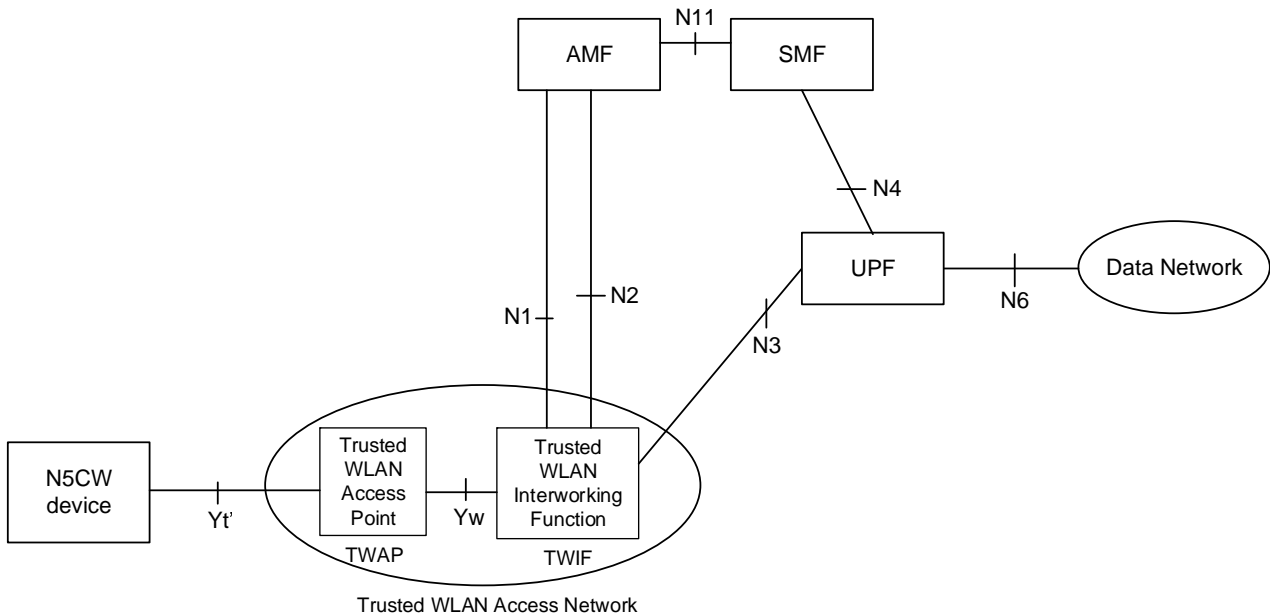 N11
AMF
SMF
N4
UPF
Data Network
N6
N1
N2
N3
Trusted
WLAN
Access
Point
Trusted
WLAN
Interworking
Function
N5CW
device
Yt’
Yw
TWAP
TWIF
Trusted WLAN Access Network